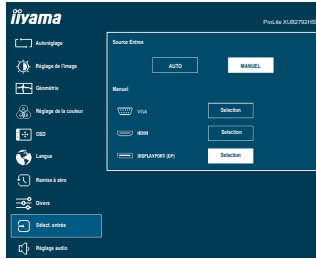 iiyama
ProLite XUB2792HS
Autoréglage
Réglage de l'image
Géométrie
Réglage de la couleur
OSD
Langue
Remise à zéro
Divers
Sélect. entrée
Réglage audio
Source Entree
AUTO
MANUEL
Manuel
VGA
Selection
HDMI
Selection
DISPLAYPORT (DP)
Selection